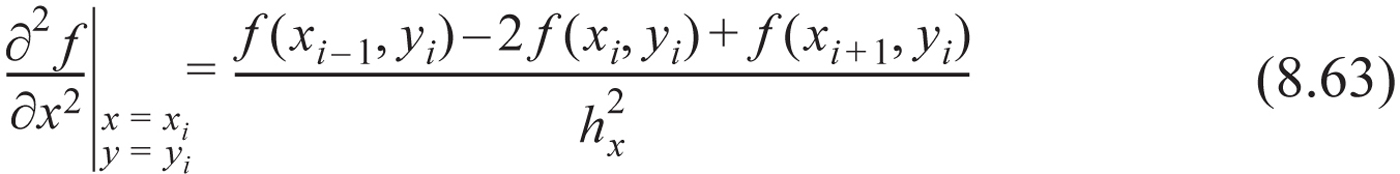 ∂²f/∂x² |_{x = x_i, y = y_i} = (f(x_{i−1}, y_i) − 2f(x_i, y_i) + f(x_{i+1}, y_i)) / h_x² (8.63)